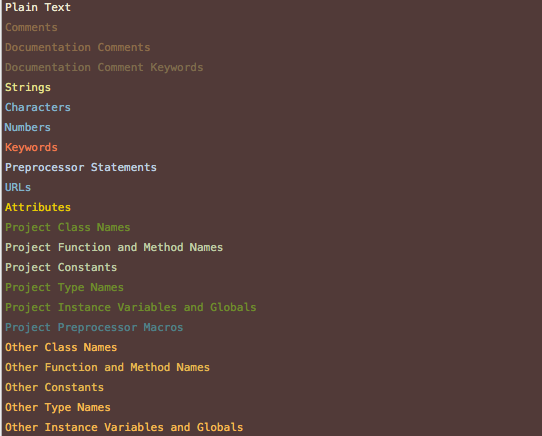 Plain Text
Comments
Documentation Comments
Documentation Comment Keywords
Strings
Characters
Numbers
Keywords
Preprocessor Statements
URLs
Attributes
Project Class Names
Project Function and Method Names
Project Constants
Project Type Names
Project Instance Variables and Globals
Project Preprocessor Macros
Other Class Names
Other Function and Method Names
Other Constants
Other Type Names
Other Instance Variables and Globals